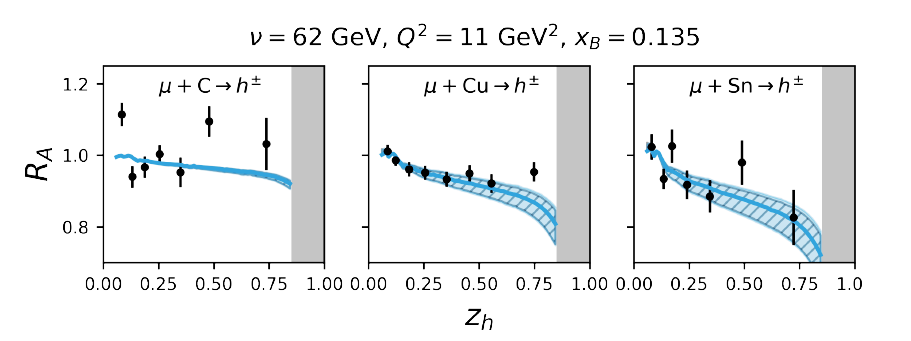 ν = 62 GeV, Q² = 11 GeV², x_B = 0.135
μ + C → h±
μ + Cu → h±
μ + Sn → h±
R_A
1.2
1.0
0.8
0.00 0.25 0.50 0.75 1.00
0.00 0.25 0.50 0.75 1.00
0.00 0.25 0.50 0.75 1.0
z_h